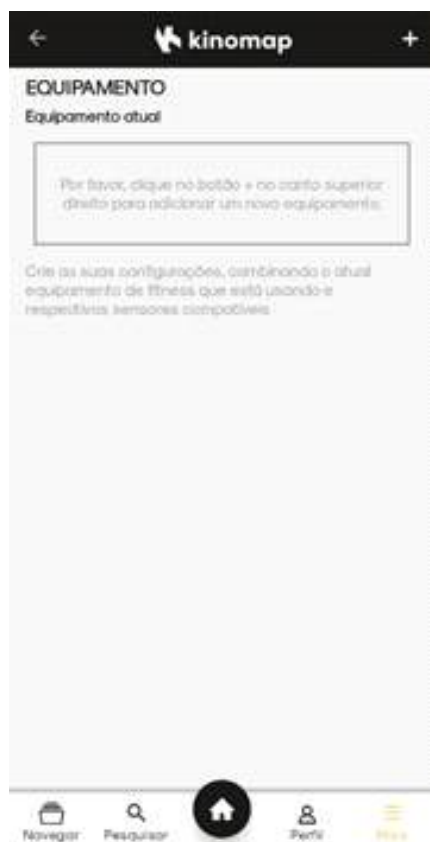 kinomap
+
EQUIPAMENTO
Equipamento atual
Por favor, clique no botão + no canto superior
direito para adicionar um novo equipamento.
Crie as suas configurações, combinando o atual
equipamento de fitness que está usando e
respectivos sensores compatíveis
Navegar Pesquisar Perfil Mais